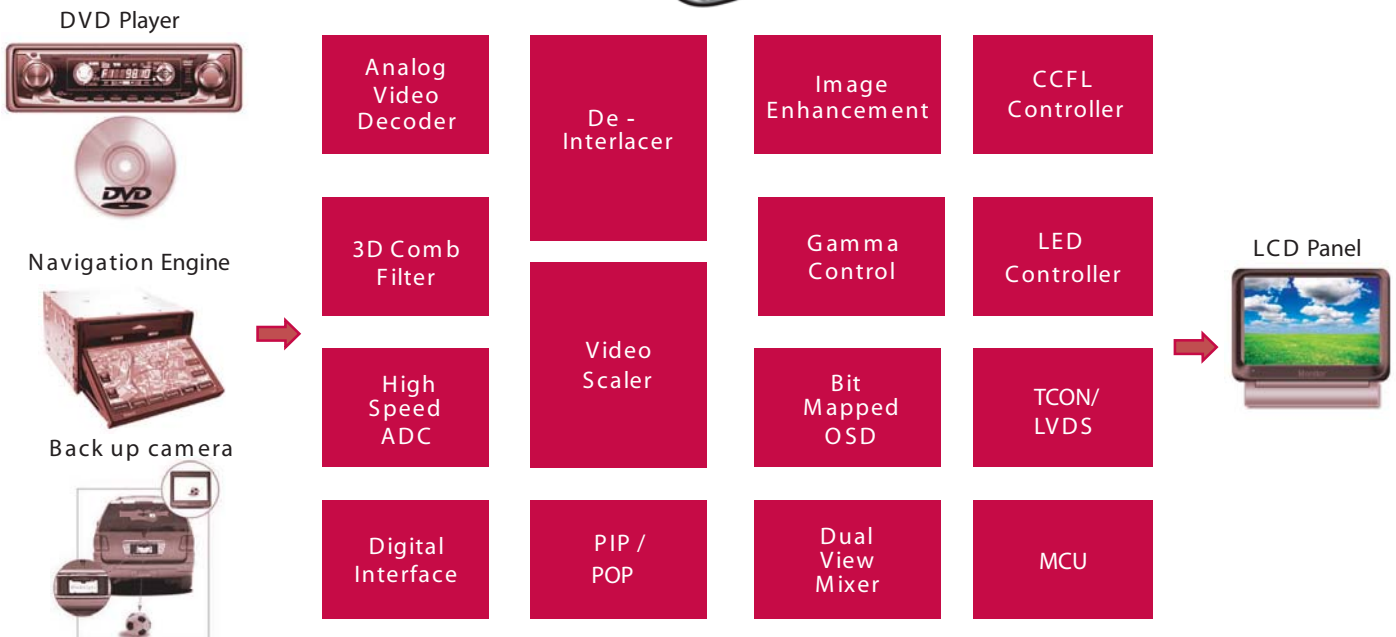 DVD Player
DVD
Navigation Engine
Back up camera
Analog
Video
Decoder
3D Comb
Filter
High
Speed
ADC
Digital
Interface
De -
Interlacer
Video
Scaler
PIP /
POP
Image
Enhancement
Gamma
Control
Bit
Mapped
OSD
Dual
View
Mixer
CCFL
Controller
LED
Controller
TCON/
LVDS
MCU
LCD Panel